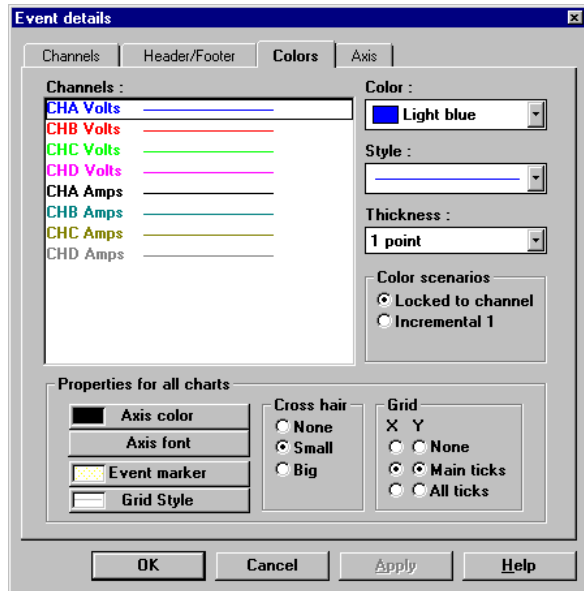 Event details
Channels
Header/Footer
Colors
Axis
Channels :
CHA Volts
CHB Volts
CHC Volts
CHD Volts
CHA Amps
CHB Amps
CHC Amps
CHD Amps
Color :
Light blue
Style :
Thickness :
1 point
Color scenarios
Locked to channel
Incremental 1
Properties for all charts
Axis color
Axis font
Event marker
Grid Style
Cross hair
None
Small
Big
Grid
X Y
None
Main ticks
All ticks
OK
Cancel
Apply
Help